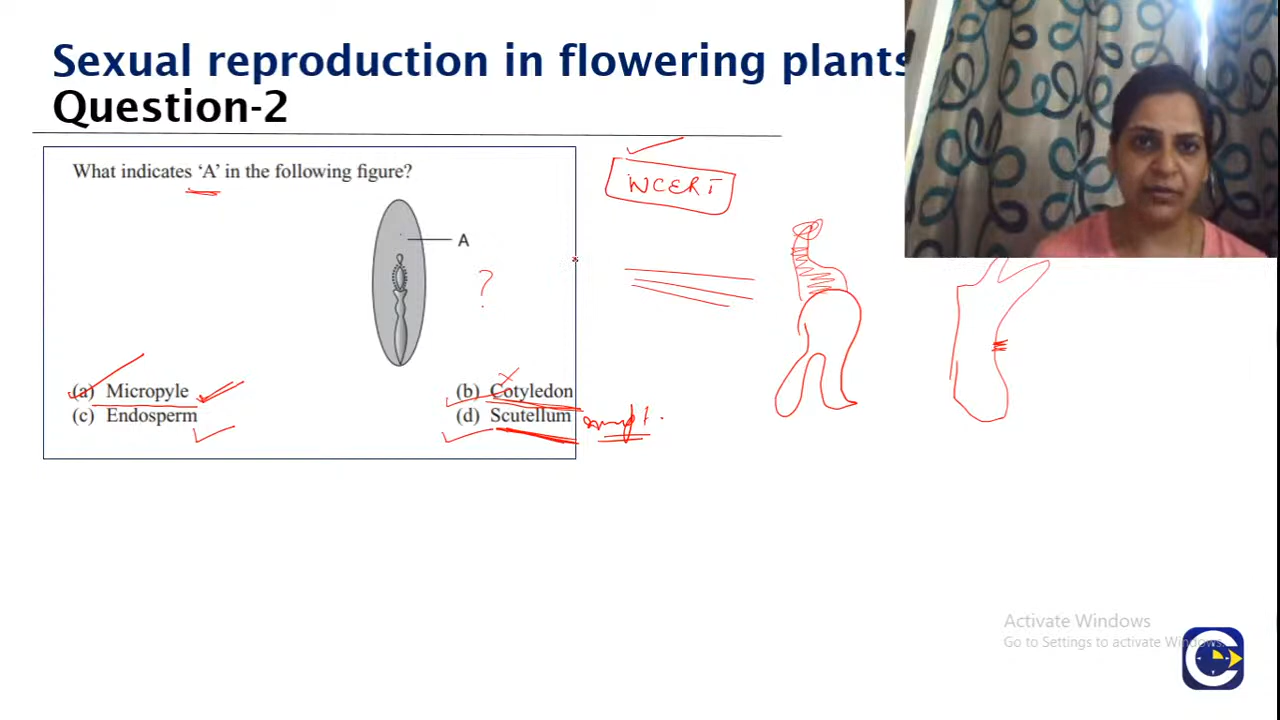 Sexual reproduction in flowering plants
Question-2
What indicates ‘A’ in the following figure?
NCERT
A
?
(a) Micropyle
(b) Cotyledon
(c) Endosperm
(d) Scutellum
Activate Windows
Go to Settings to activate Windows.